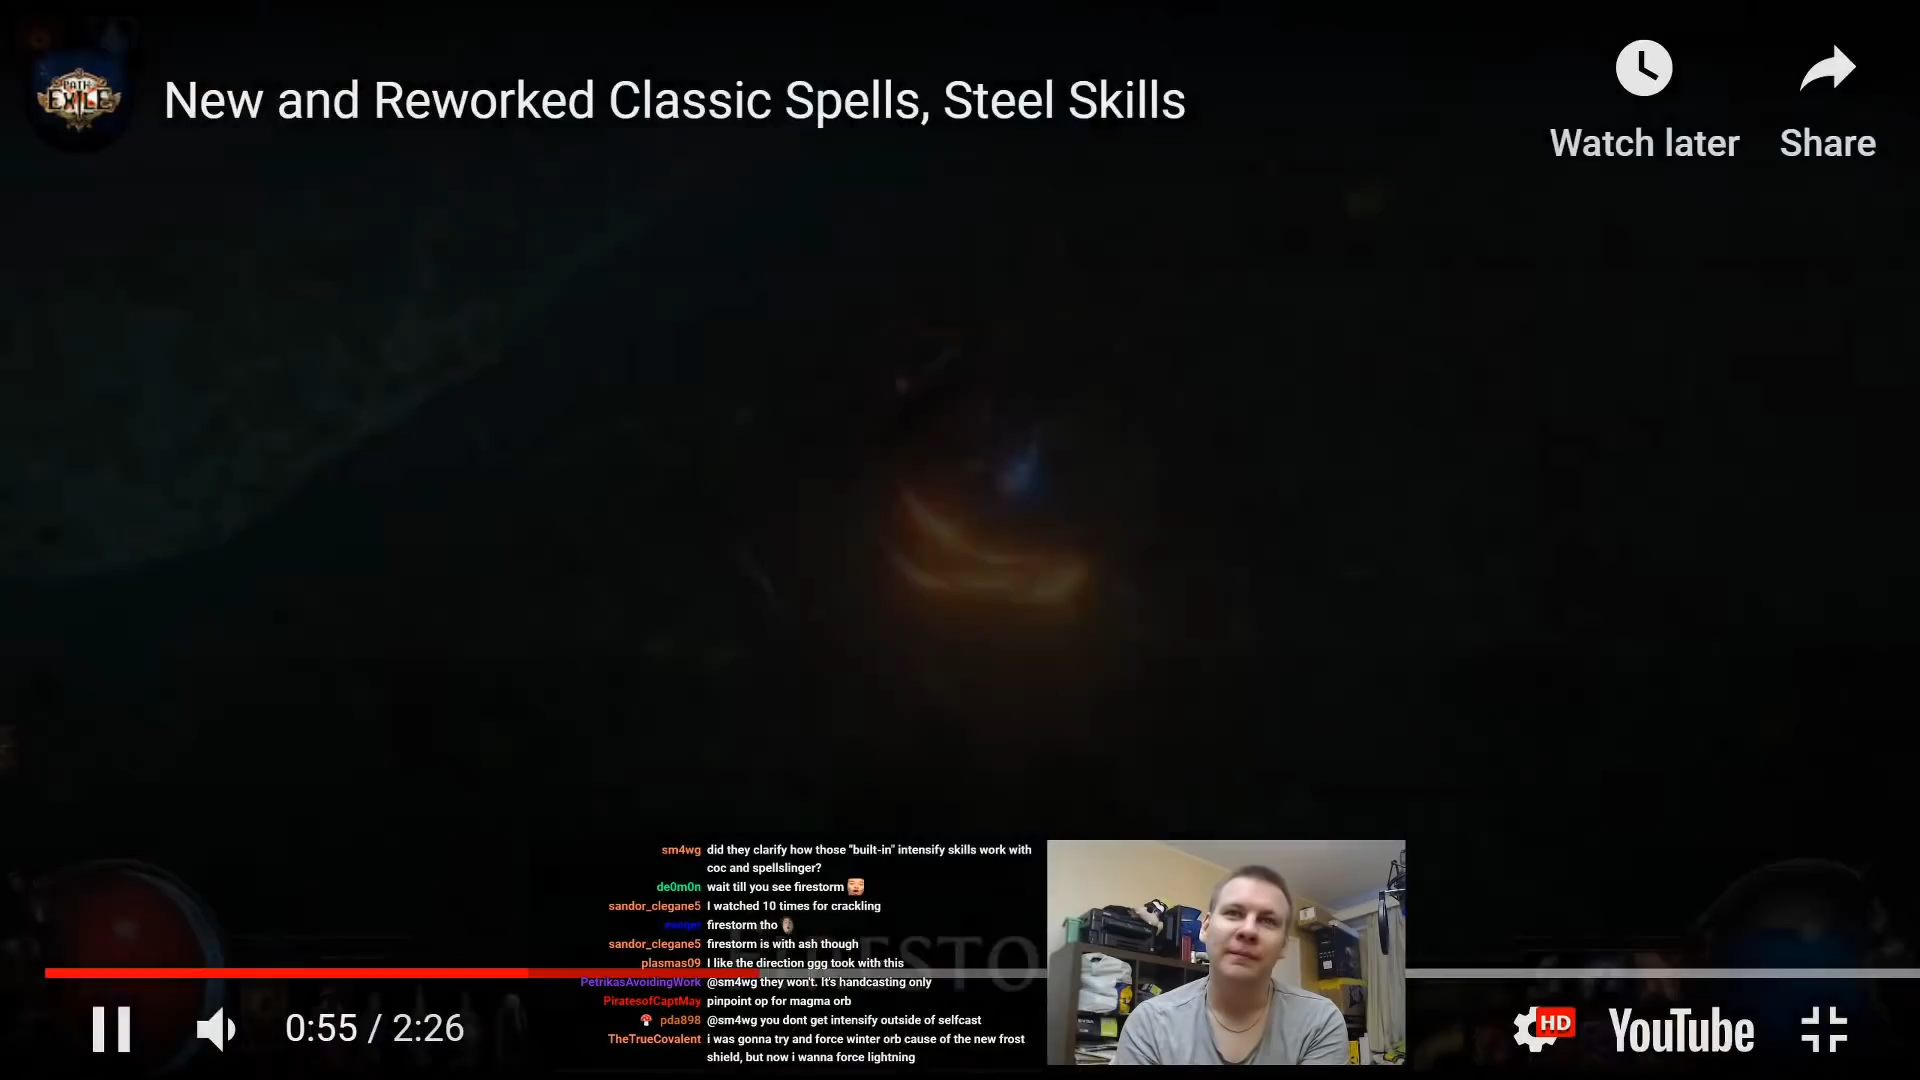 PATH OF
EXILE
New and Reworked Classic Spells, Steel Skills
Watch later
Share
sm4wg did they clarify how those "built-in" intensify skills work with
coc and spellslinger?
de0m0n wait till you see firestorm
sandor_clegane5 I watched 10 times for crackling
firestorm tho
sandor_clegane5 firestorm is with ash though
plasmas09 I like the direction ggg took with this
PetrikasAvoidingWork @sm4wg they won't. It's handcasting only
PiratesofCaptMay pinpoint op for magma orb
pda898 @sm4wg you dont get intensify outside of selfcast
TheTrueCovalent i was gonna try and force winter orb cause of the new frost
shield, but now i wanna force lightning
0:55 / 2:26
HD
YouTube